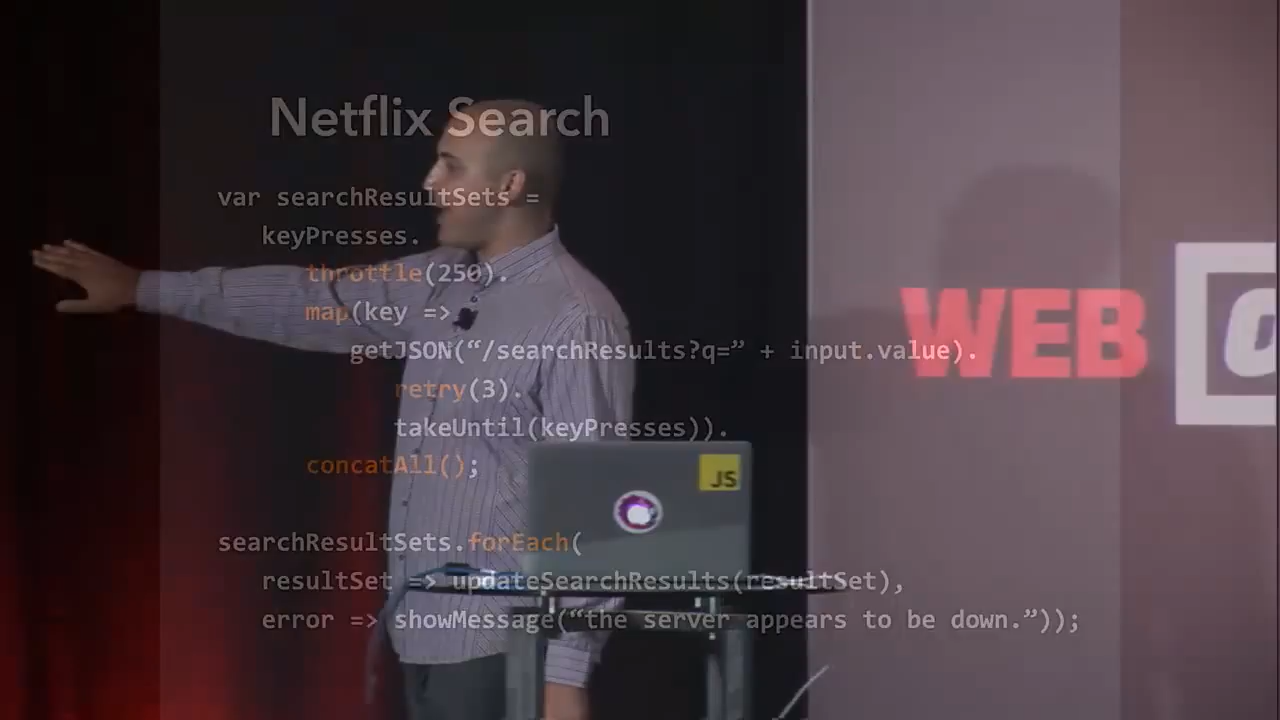 Netflix Search
var searchResultSets =
keyPresses.
throttle(250).
map(key =>
getJSON(“/searchResults?q=” + input.value).
retry(3).
takeUntil(keyPresses)).
concatAll();
searchResultSets.forEach(
resultSet => updateSearchResults(resultSet),
error => showMessage(“the server appears to be down.”));
WEB
JS